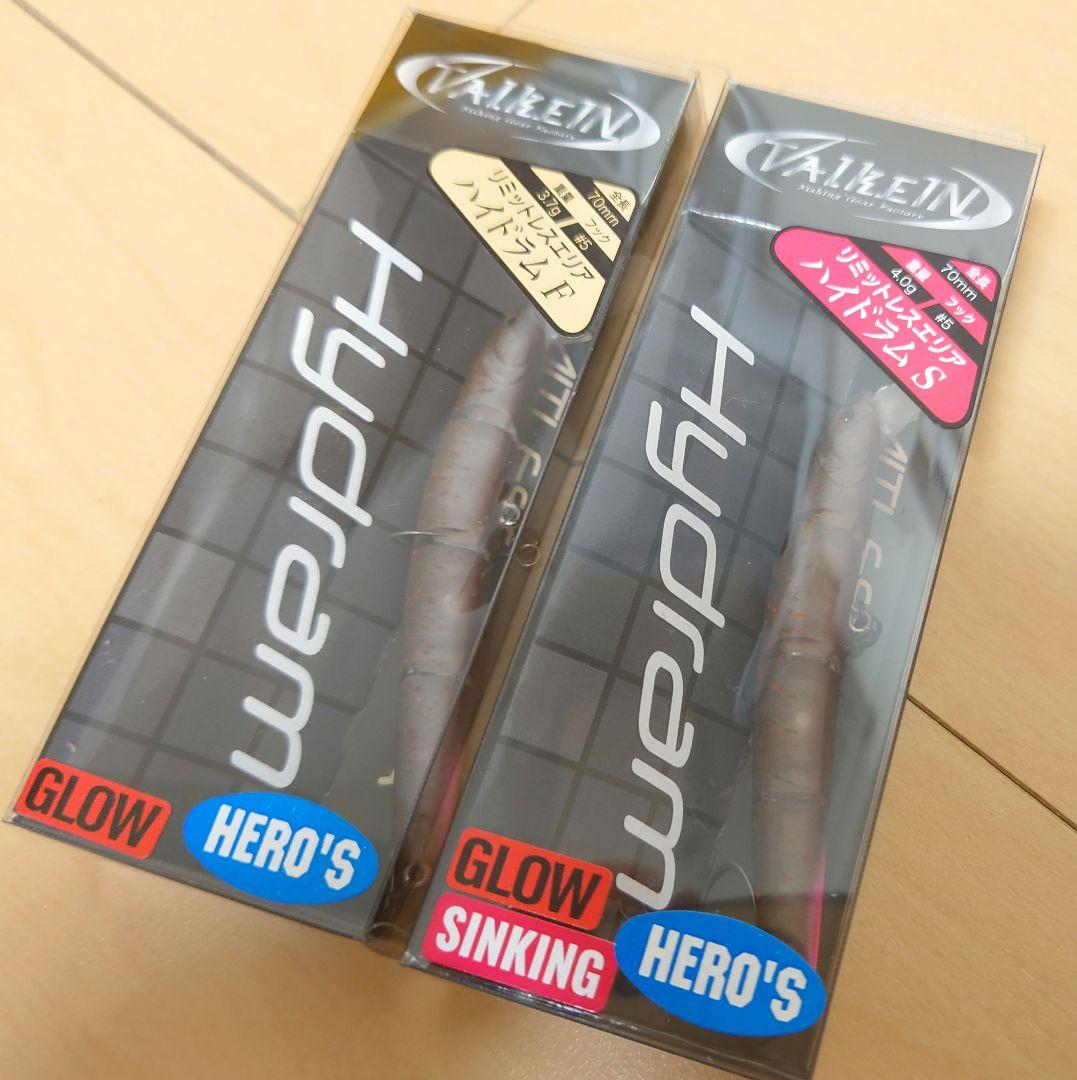 VALKEIN
Fishing Gear Factory
全長
70mm
フック
#5
重量
3.7g
リミットレスエリア
ハイドラム F
Hydram
GLOW
HERO'S
VALKEIN
Fishing Gear Factory
全長
70mm
フック
#5
重量
4.0g
リミットレスエリア
ハイドラム S
Hydram
GLOW
SINKING
HERO'S